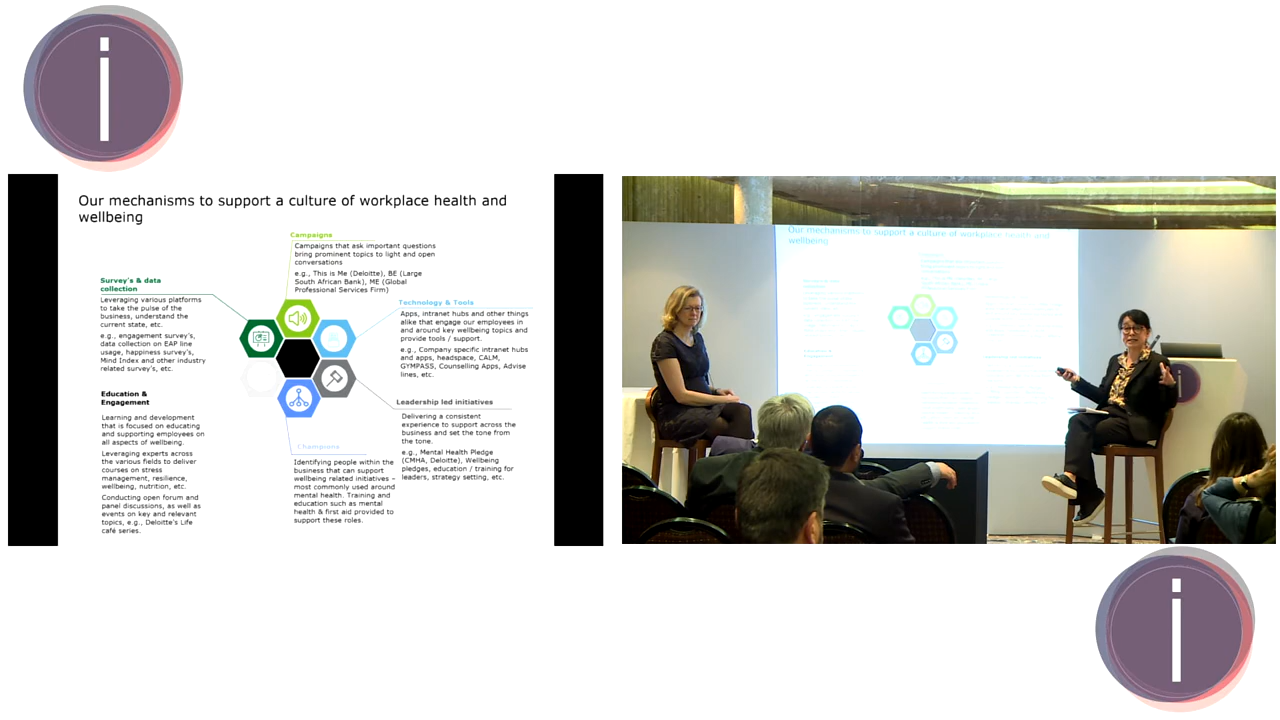 i
Our mechanisms to support a culture of workplace health and
wellbeing
Campaigns
Campaigns that ask important questions
bring prominent topics to light and open
conversations
e.g., This is Me (Deloitte), BE (Large
South African Bank), ME (Global
Professional Services Firm)
Survey's & data
collection
Leveraging various platforms
to take the pulse of the
business, understand the
current state, etc.
e.g., engagement survey's,
data collection on EAP line
usage, happiness survey's,
Mind Index and other industry
related survey's, etc.
Technology & Tools
Apps, intranet hubs and other things
alike that engage our employees in
and around key wellbeing topics and
provide tools / support.
e.g., Company specific intranet hubs
and apps, headspace, CALM,
GYMPASS, Counselling Apps, Advise
lines, etc.
Education &
Engagement
Learning and development
that is focused on educating
and supporting employees on
all aspects of wellbeing.
Leveraging experts across
the various fields to deliver
courses on stress
management, resilience,
wellbeing, nutrition, etc.
Conducting open forum and
panel discussions, as well as
events on key and relevant
topics, e.g., Deloitte's Life
café series.
Champions
Identifying people within the
business that can support
wellbeing related initiatives –
most commonly used around
mental health. Training and
education such as mental
health & first aid provided to
support these roles.
Leadership led initiatives
Delivering a consistent
experience to support across the
business and set the tone from
the tone.
e.g., Mental Health Pledge
(CMHA, Deloitte), Wellbeing
pledges, education / training for
leaders, strategy setting, etc.
Our mechanisms to support a culture of workplace health and
wellbeing
i